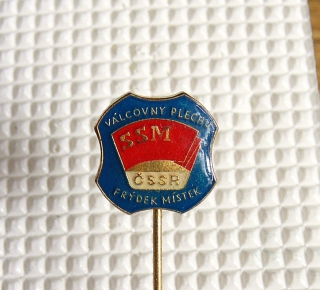 VÁLCOVNY PLECHU
SSM
ČSSR
FRÝDEK MÍSTEK